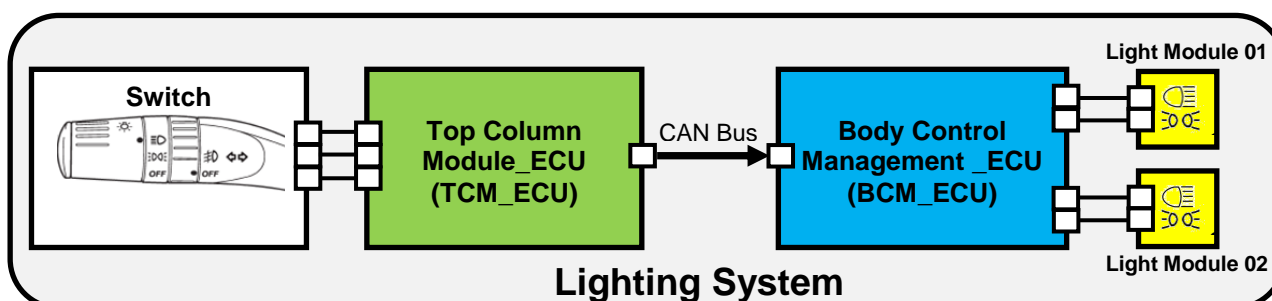 Light Module 01
Switch
OFF
OFF
Top Column
Module_ECU
(TCM_ECU)
CAN Bus
Body Control
Management _ECU
(BCM_ECU)
Light Module 02
Lighting System